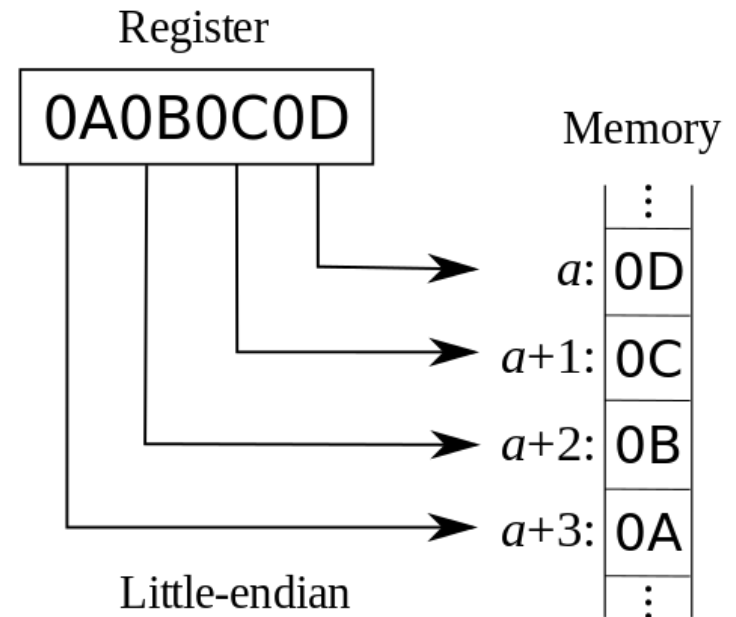 Register
0A0B0C0D
Memory
⋮
a: 0D
a+1: 0C
a+2: 0B
a+3: 0A
⋮
Little-endian